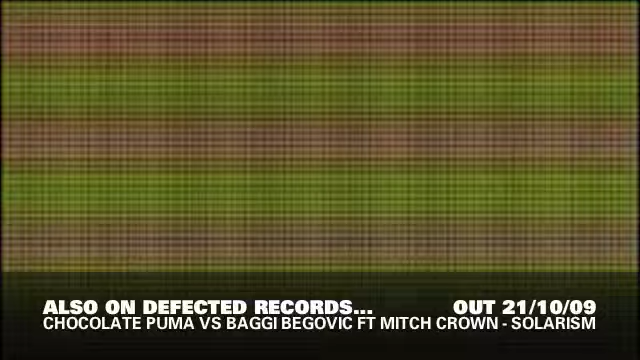 ALSO ON DEFECTED RECORDS... OUT 21/10/09
CHOCOLATE PUMA VS BAGGI BEGOVIC FT MITCH CROWN - SOLARISM